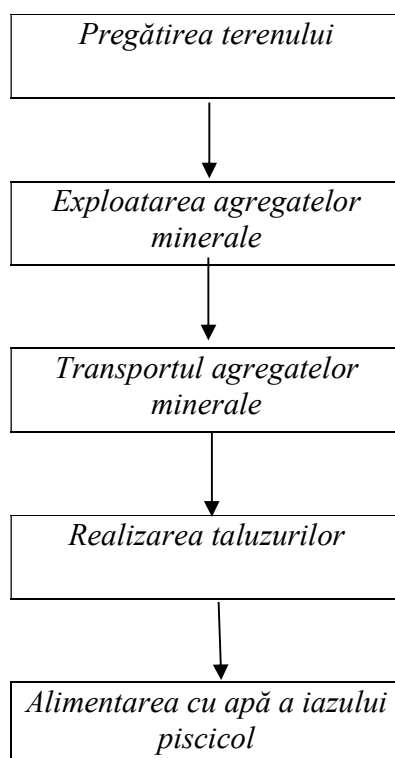 Pregătirea terenului
Exploatarea agregatelor
minerale
Transportul agregatelor
minerale
Realizarea taluzurilor
Alimentarea cu apă a iazului
piscicol